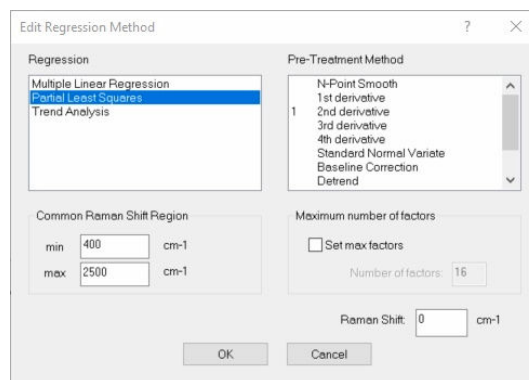 Edit Regression Method ? ×
Regression
Multiple Linear Regression
Partial Least Squares
Trend Analysis
Pre-Treatment Method
N-Point Smooth
1st derivative
1 2nd derivative
3rd derivative
4th derivative
Standard Normal Variate
Baseline Correction
Detrend
Common Raman Shift Region
min 400 cm-1
max 2500 cm-1
Maximum number of factors
Set max factors
Number of factors: 16
Raman Shift: 0 cm-1
OK Cancel